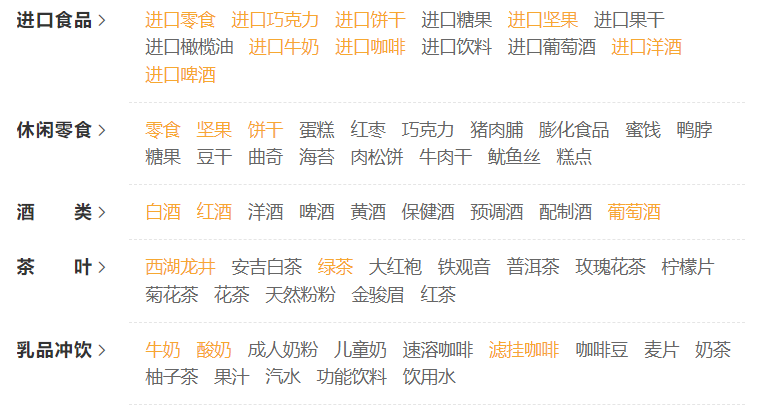 进口食品 > 进口零食 进口巧克力 进口饼干 进口糖果 进口坚果 进口果干
进口橄榄油 进口牛奶 进口咖啡 进口饮料 进口葡萄酒 进口洋酒
进口啤酒
休闲零食 > 零食 坚果 饼干 蛋糕 红枣 巧克力 猪肉脯 膨化食品 蜜饯 鸭脖
糖果 豆干 曲奇 海苔 肉松饼 牛肉干 鱿鱼丝 糕点
酒 类 > 白酒 红酒 洋酒 啤酒 黄酒 保健酒 预调酒 配制酒 葡萄酒
茶 叶 > 西湖龙井 安吉白茶 绿茶 大红袍 铁观音 普洱茶 玫瑰花茶 柠檬片
菊花茶 花茶 天然粉粉 金骏眉 红茶
乳品冲饮 > 牛奶 酸奶 成人奶粉 儿童奶 速溶咖啡 滤挂咖啡 咖啡豆 麦片 奶茶
柚子茶 果汁 汽水 功能饮料 饮用水